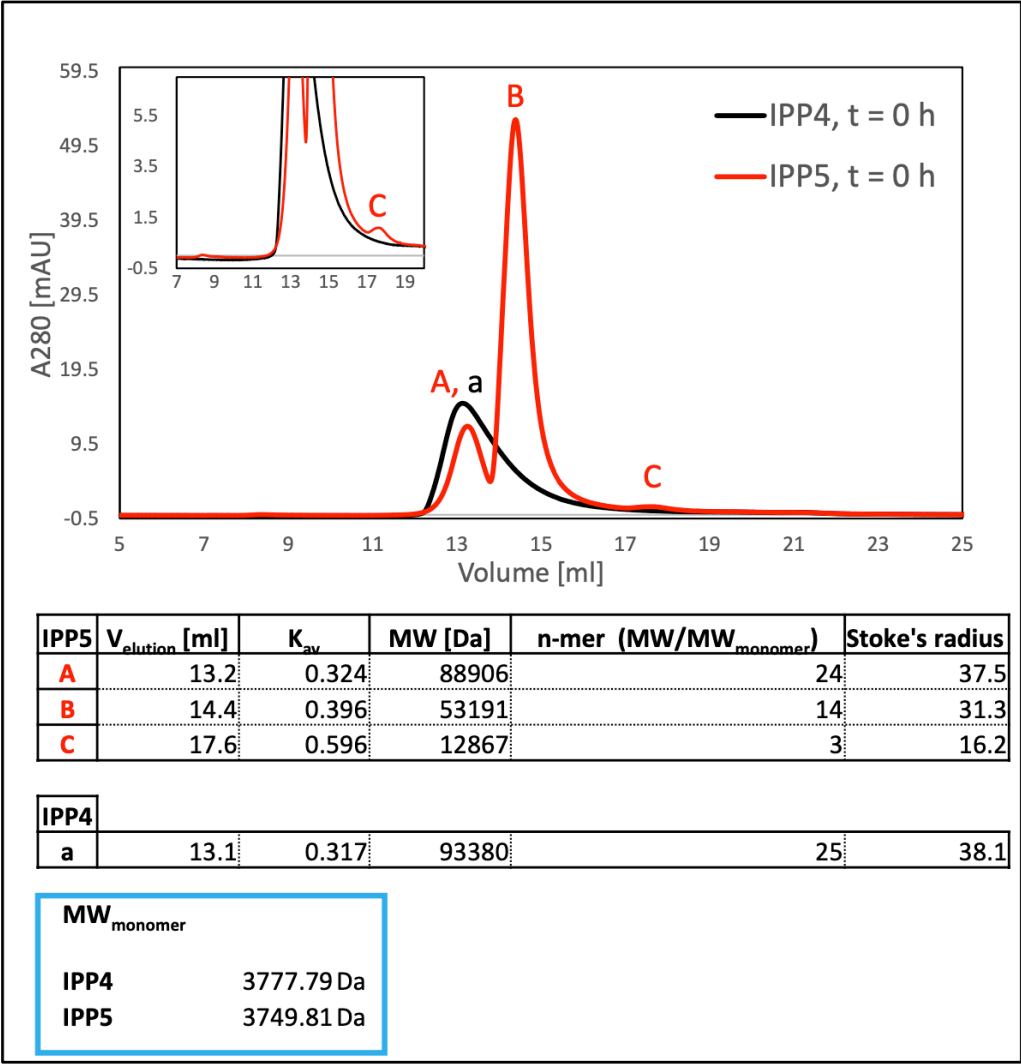 59.5
49.5
39.5
29.5
19.5
9.5
-0.5
A280 [mAU]
5.5
3.5
1.5
-0.5
7 9 11 13 15 17 19
C
B
A, a
C
IPP4, t = 0 h
IPP5, t = 0 h
5 7 9 11 13 15 17 19 21 23 25
Volume [ml]
IPP5 Velution [ml] Kav MW [Da] n-mer (MW/MWmonomer) Stoke's radius
A 13.2 0.324 88906 24 37.5
B 14.4 0.396 53191 14 31.3
C 17.6 0.596 12867 3 16.2
IPP4
a 13.1 0.317 93380 25 38.1
MWmonomer
IPP4 3777.79 Da
IPP5 3749.81 Da